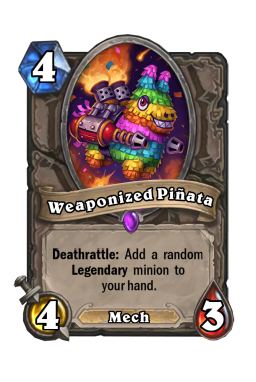 4
Weaponized Piñata
Deathrattle: Add a random
Legendary minion to
your hand.
4
Mech
3